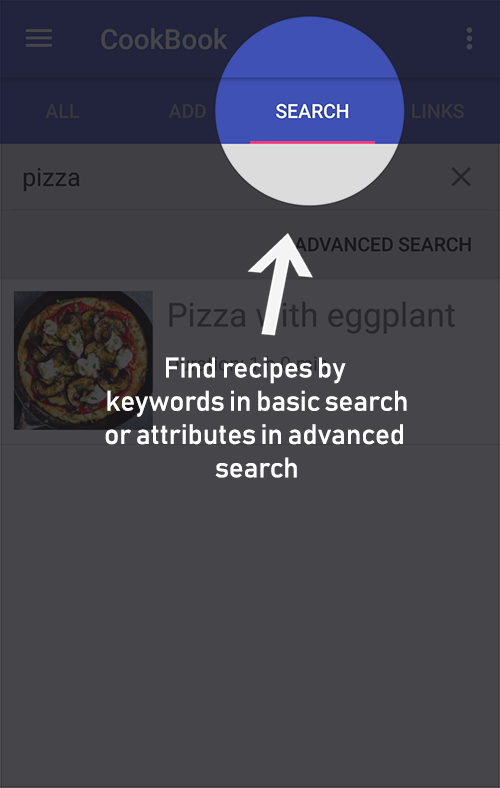 CookBook
ALL ADD SEARCH LINKS
pizza
ADVANCED SEARCH
Pizza with eggplant
Find recipes by
keywords in basic search
or attributes in advanced
search